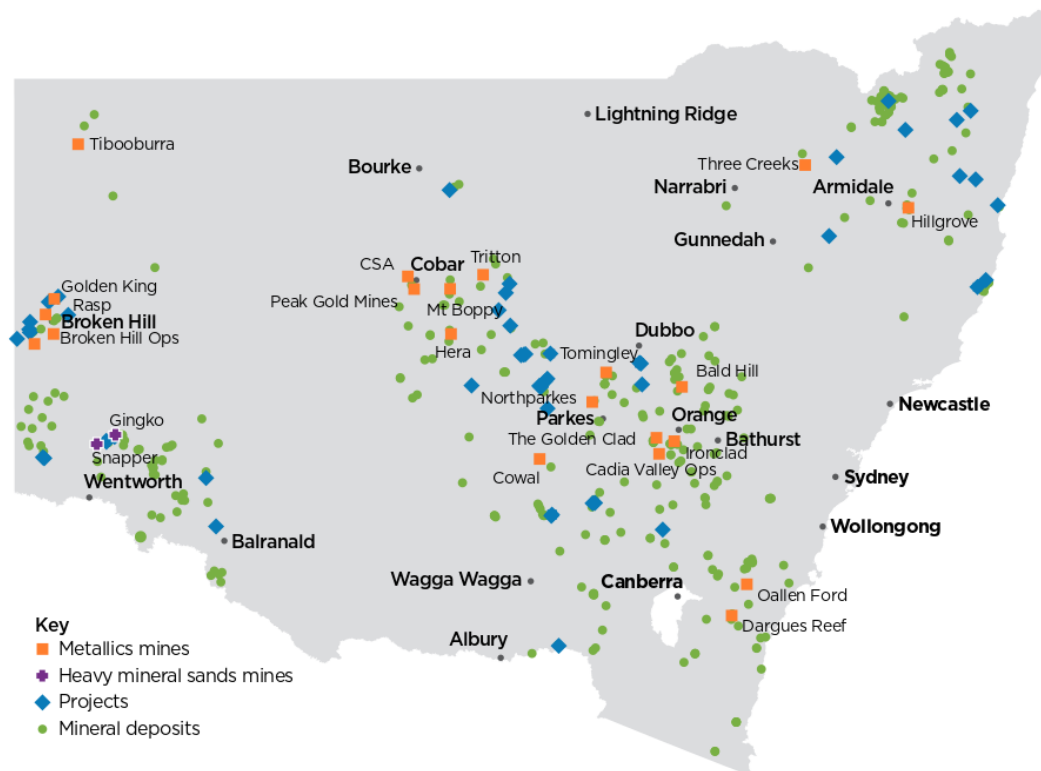 Lightning Ridge
Tibooburra
Bourke
Three Creeks
Narrabri
Armidale
Hillgrove
Gunnedah
Tritton
CSA
Cobar
Golden King
Peak Gold Mines
Rasp
Mt Boppy
Broken Hill
Broken Hill Ops
Dubbo
Hera
Tomingley
Bald Hill
Northparkes
Newcastle
Parkes
Orange
Gingko
The Golden Clad
Bathurst
Snapper
Ironclad
Cadia Valley Ops
Cowal
Sydney
Wentworth
Wollongong
Balranald
Wagga Wagga
Canberra
Oallen Ford
Dargues Reef
Albury
Key
Metallics mines
Heavy mineral sands mines
Projects
Mineral deposits